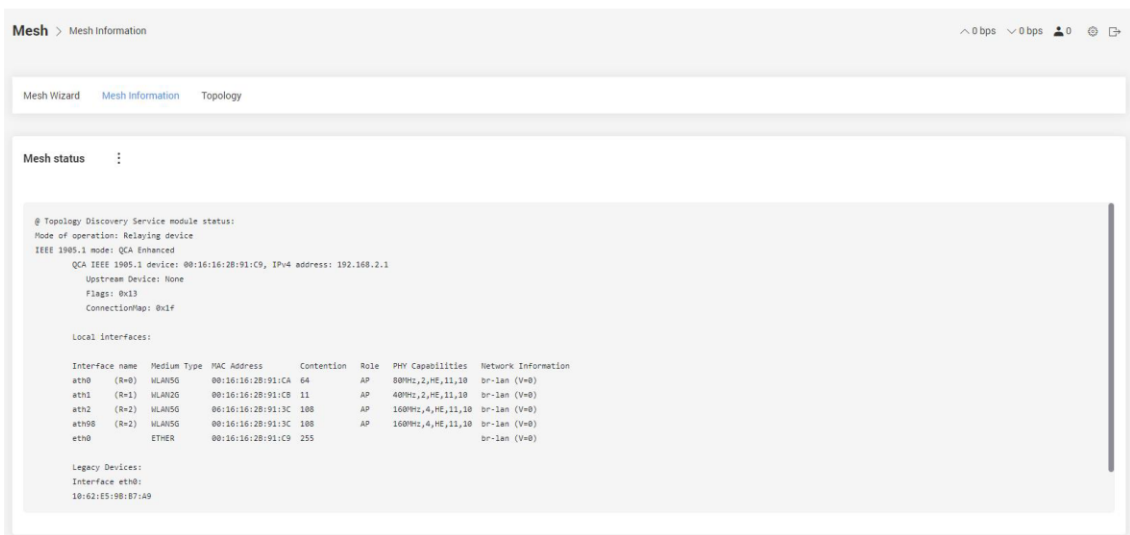 Mesh > Mesh Information
0 bps 0 bps 0
Mesh Wizard Mesh Information Topology
Mesh status
@ Topology Discovery Service module status:
Mode of operation: Relaying device
IEEE 1905.1 mode: QCA Enhanced
QCA IEEE 1905.1 device: 00:16:16:2B:91:C9, IPv4 address: 192.168.2.1
Upstream Device: None
Flags: 0x13
ConnectionMap: 0x1f
Local interfaces:
Interface name Medium Type MAC Address Contention Role PHY Capabilities Network Information
ath0 (R=0) WLAN5G 00:16:16:2B:91:CA 64 AP 80MHz,2,HE,11,10 br-lan (V=0)
ath1 (R=1) WLAN2G 00:16:16:2B:91:CB 11 AP 40MHz,2,HE,11,10 br-lan (V=0)
ath2 (R=2) WLAN5G 06:16:16:2B:91:3C 108 AP 160MHz,4,HE,11,10 br-lan (V=0)
ath98 (R=2) WLAN5G 00:16:16:2B:91:3C 108 AP 160MHz,4,HE,11,10 br-lan (V=0)
eth0 ETHER 00:16:16:2B:91:C9 255 br-lan (V=0)
Legacy Devices:
Interface eth0:
10:62:E5:9B:B7:A9